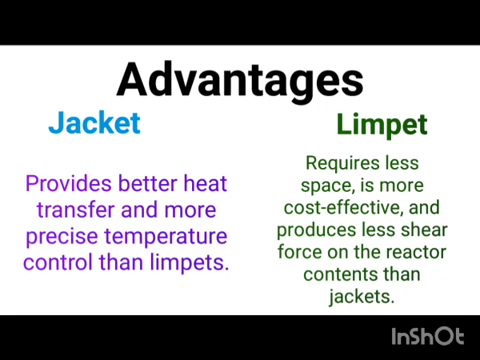 Advantages
Jacket
Provides better heat
transfer and more
precise temperature
control than limpets.
Limpet
Requires less
space, is more
cost-effective, and
produces less shear
force on the reactor
contents than
jackets.
InShOt